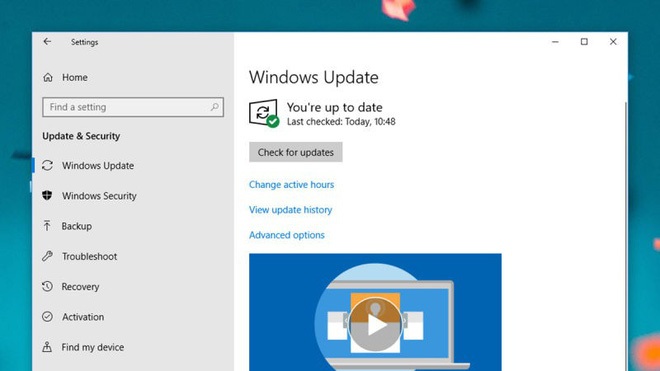 Settings
Home
Find a setting
Update & Security
Windows Update
Windows Security
Backup
Troubleshoot
Recovery
Activation
Find my device
Windows Update
You're up to date
Last checked: Today, 10:48
Check for updates
Change active hours
View update history
Advanced options